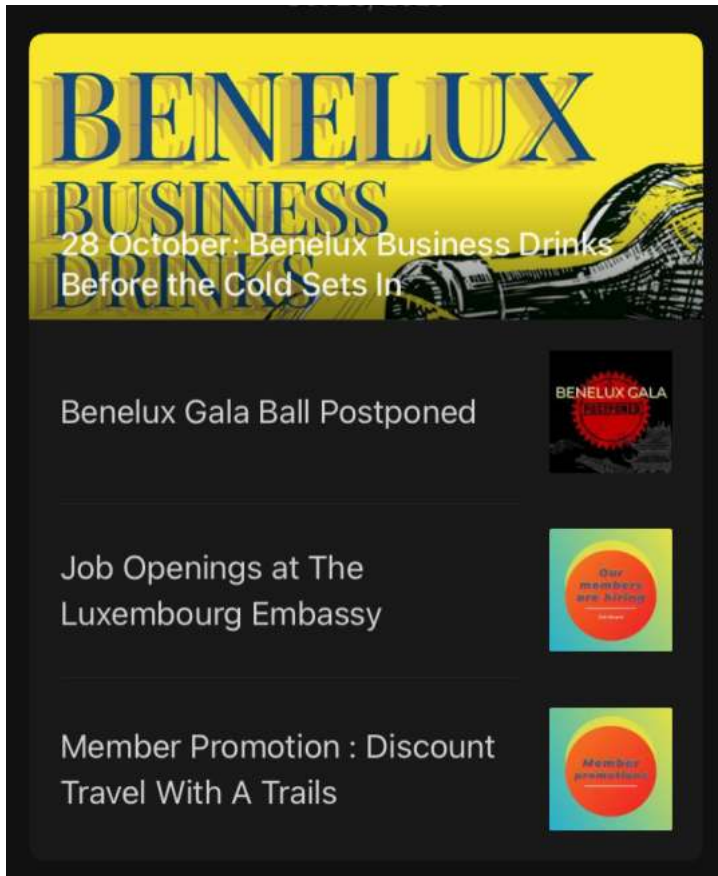 BENELUX
BUSINESS
DRINKS
28 October: Benelux Business Drinks
Before the Cold Sets In
Benelux Gala Ball Postponed
BENELUX GALA
POSTPONED
Job Openings at The
Luxembourg Embassy
Our
members
are hiring
Member Promotion : Discount
Travel With A Trails
Member
promotions